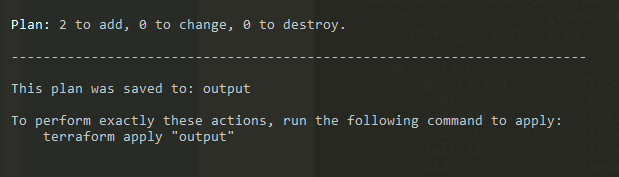 Plan: 2 to add, 0 to change, 0 to destroy.
------------------------------------------------------------------------
This plan was saved to: output
To perform exactly these actions, run the following command to apply:
    terraform apply "output"